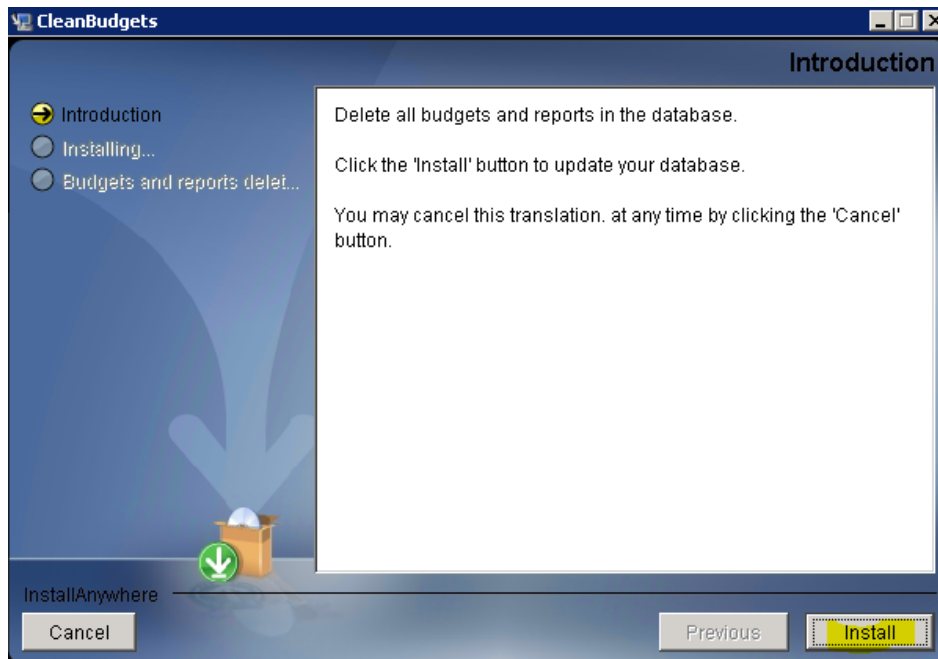 CleanBudgets
Introduction
Introduction
Installing...
Budgets and reports delet...
Delete all budgets and reports in the database.
Click the 'Install' button to update your database.
You may cancel this translation. at any time by clicking the 'Cancel'
button.
InstallAnywhere
Cancel
Previous
Install